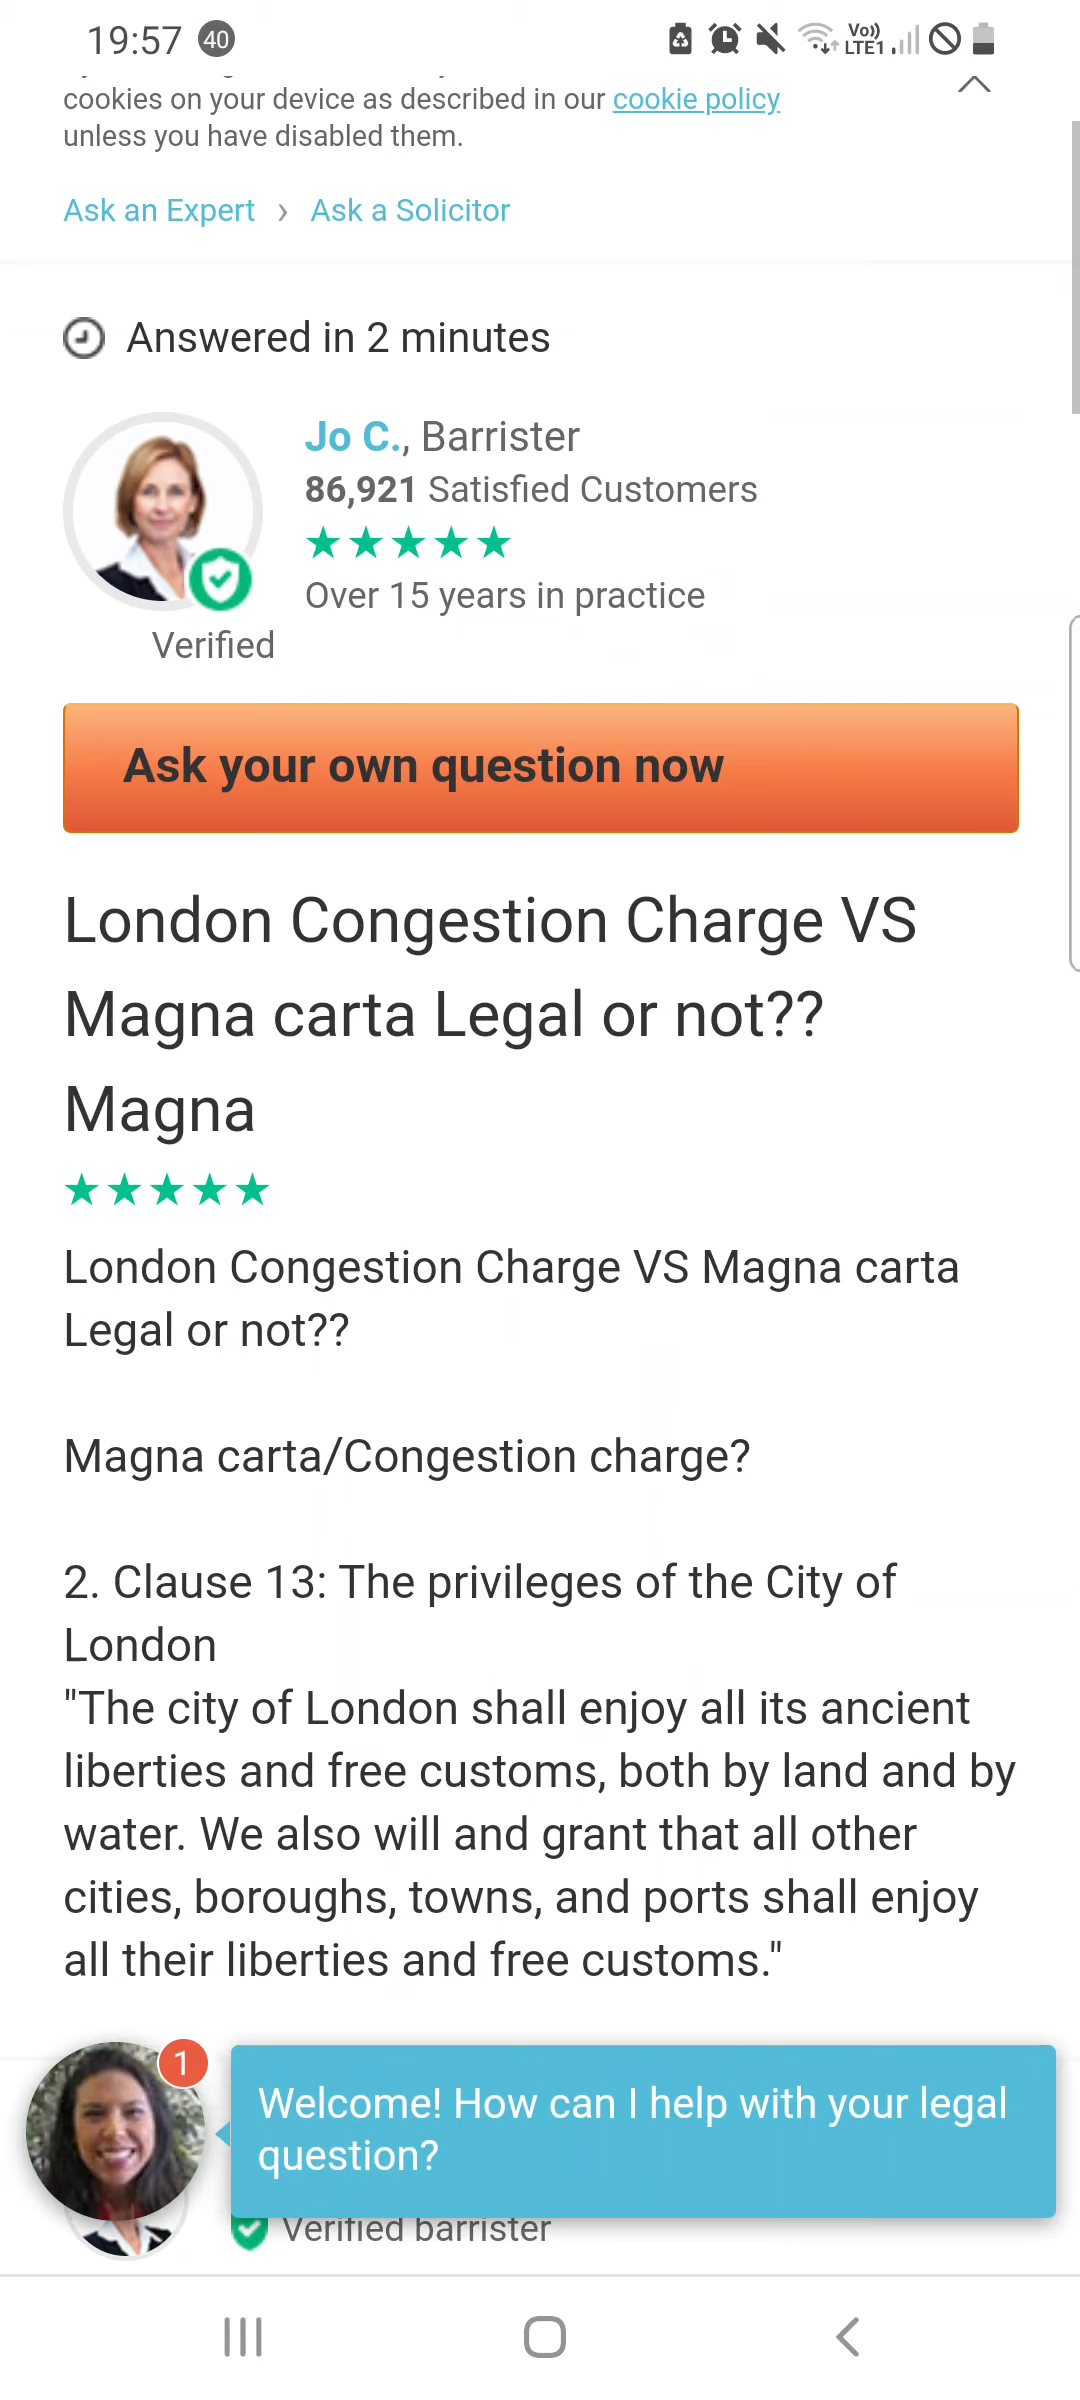 19:57 40 Vo)) LTE1
cookies on your device as described in our cookie policy
unless you have disabled them.
Ask an Expert › Ask a Solicitor
Answered in 2 minutes
Jo C., Barrister
86,921 Satisfied Customers
Over 15 years in practice
Verified
Ask your own question now
London Congestion Charge VS
Magna carta Legal or not??
Magna
London Congestion Charge VS Magna carta
Legal or not??
Magna carta/Congestion charge?
2. Clause 13: The privileges of the City of
London
"The city of London shall enjoy all its ancient
liberties and free customs, both by land and by
water. We also will and grant that all other
cities, boroughs, towns, and ports shall enjoy
all their liberties and free customs."
1
Welcome! How can I help with your legal
question?
Verified barrister